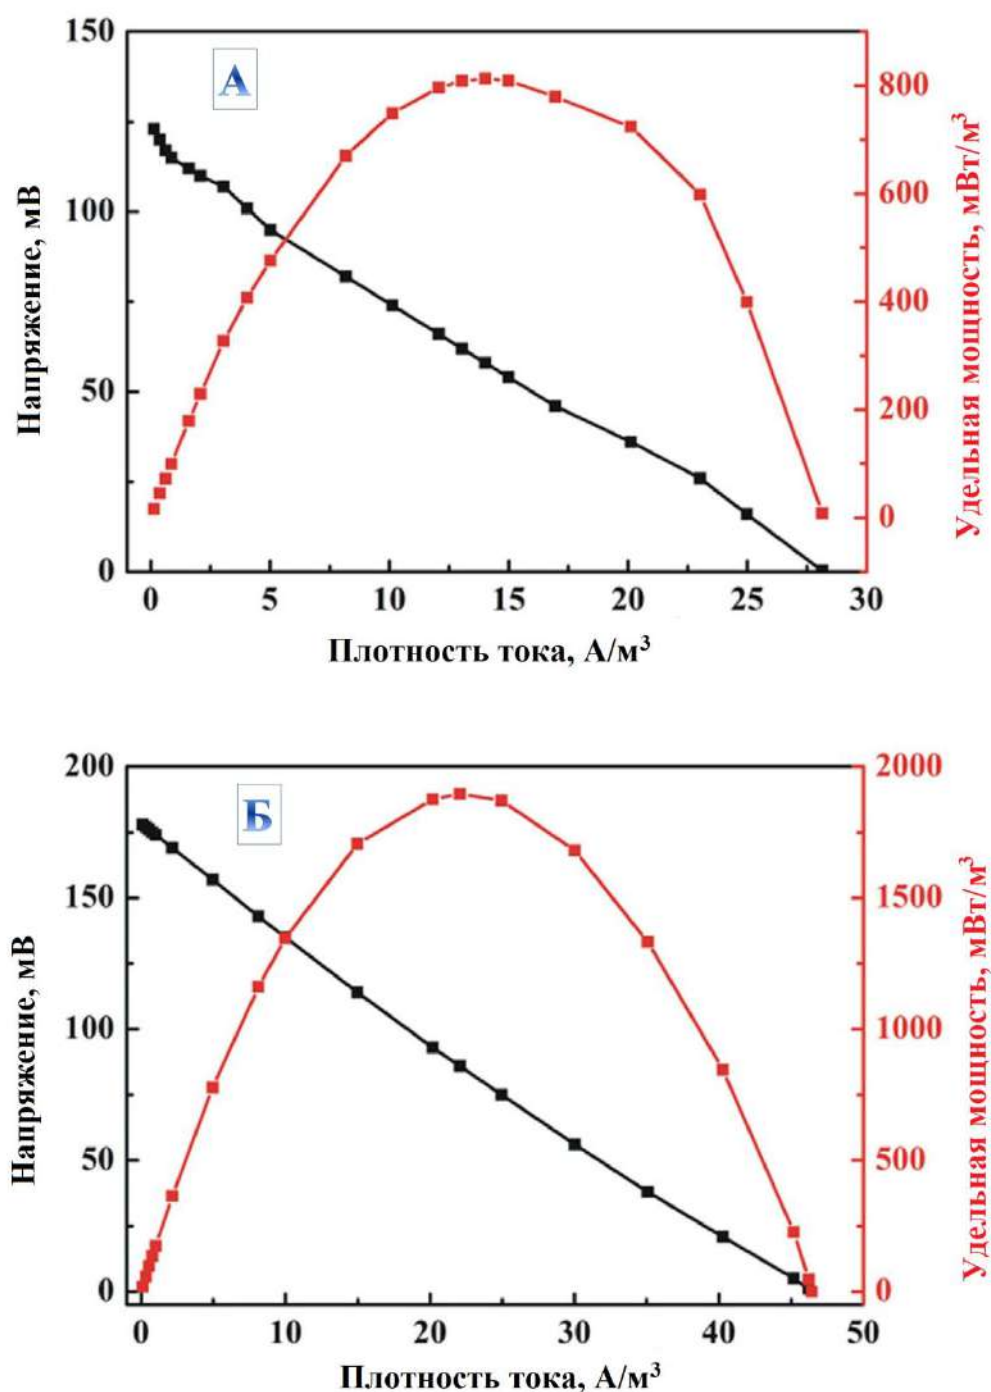 А
150
100
50
0
Напряжение, мВ
800
600
400
200
0
Удельная мощность, мВт/м³
0 5 10 15 20 25 30
Плотность тока, А/м³
Б
200
150
100
50
0
Напряжение, мВ
2000
1500
1000
500
0
Удельная мощность, мВт/м³
0 10 20 30 40 50
Плотность тока, А/м³